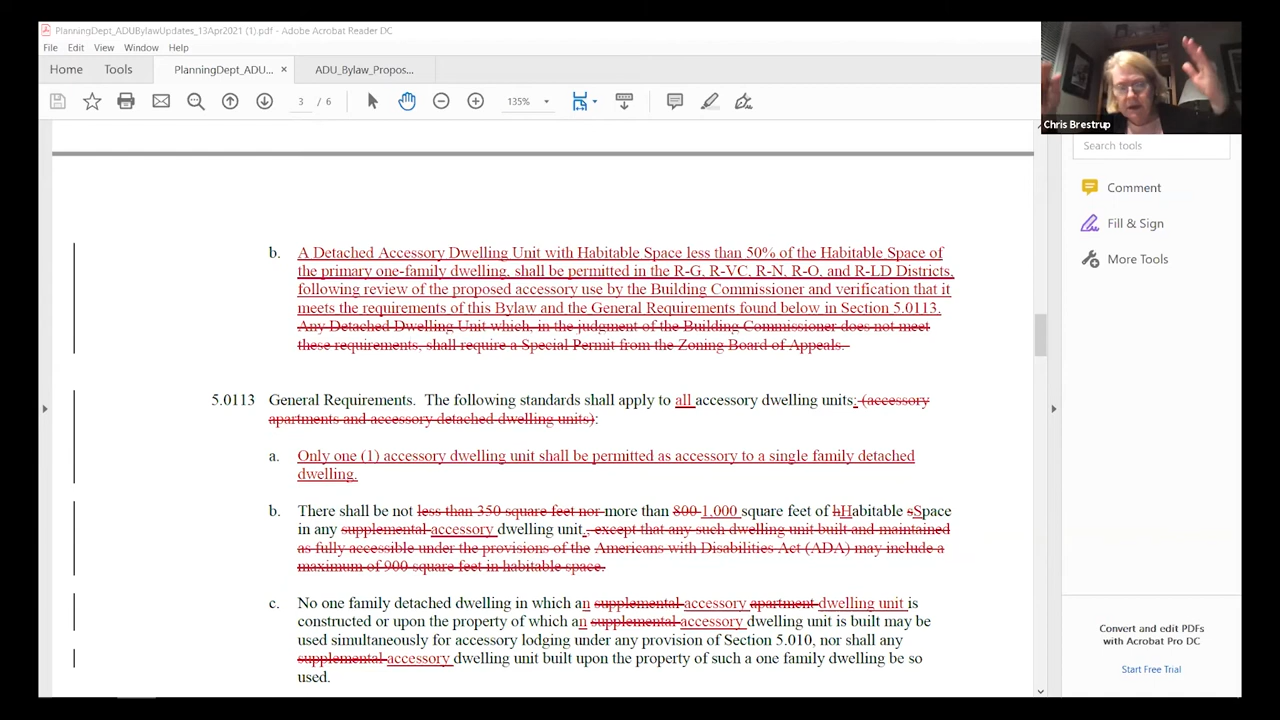 PlanningDept_ADUBylawUpdates_13Apr2021 (1).pdf - Adobe Acrobat Reader DC
File Edit View Window Help
Home Tools PlanningDept_ADU... × ADU_Bylaw_Propos...
3 / 6 135%
Chris Brestrup
Search tools
Comment
Fill & Sign
More Tools
b. A Detached Accessory Dwelling Unit with Habitable Space less than 50% of the Habitable Space of
the primary one-family dwelling, shall be permitted in the R-G, R-VC, R-N, R-O, and R-LD Districts,
following review of the proposed accessory use by the Building Commissioner and verification that it
meets the requirements of this Bylaw and the General Requirements found below in Section 5.0113.
Any Detached Dwelling Unit which, in the judgment of the Building Commissioner does not meet
these requirements, shall require a Special Permit from the Zoning Board of Appeals.
5.0113 General Requirements. The following standards shall apply to all accessory dwelling units: (accessory
apartments and accessory detached dwelling units):
a. Only one (1) accessory dwelling unit shall be permitted as accessory to a single family detached
dwelling.
b. There shall be not less than 350 square feet nor more than 800 1,000 square feet of hHabitable sSpace
in any supplemental accessory dwelling unit. , except that any such dwelling unit built and maintained
as fully accessible under the provisions of the Americans with Disabilities Act (ADA) may include a
maximum of 900 square feet in habitable space.
c. No one family detached dwelling in which an supplemental accessory apartment dwelling unit is
constructed or upon the property of which an supplemental accessory dwelling unit is built may be
used simultaneously for accessory lodging under any provision of Section 5.010, nor shall any
supplemental accessory dwelling unit built upon the property of such a one family dwelling be so
used.
Convert and edit PDFs
with Acrobat Pro DC
Start Free Trial